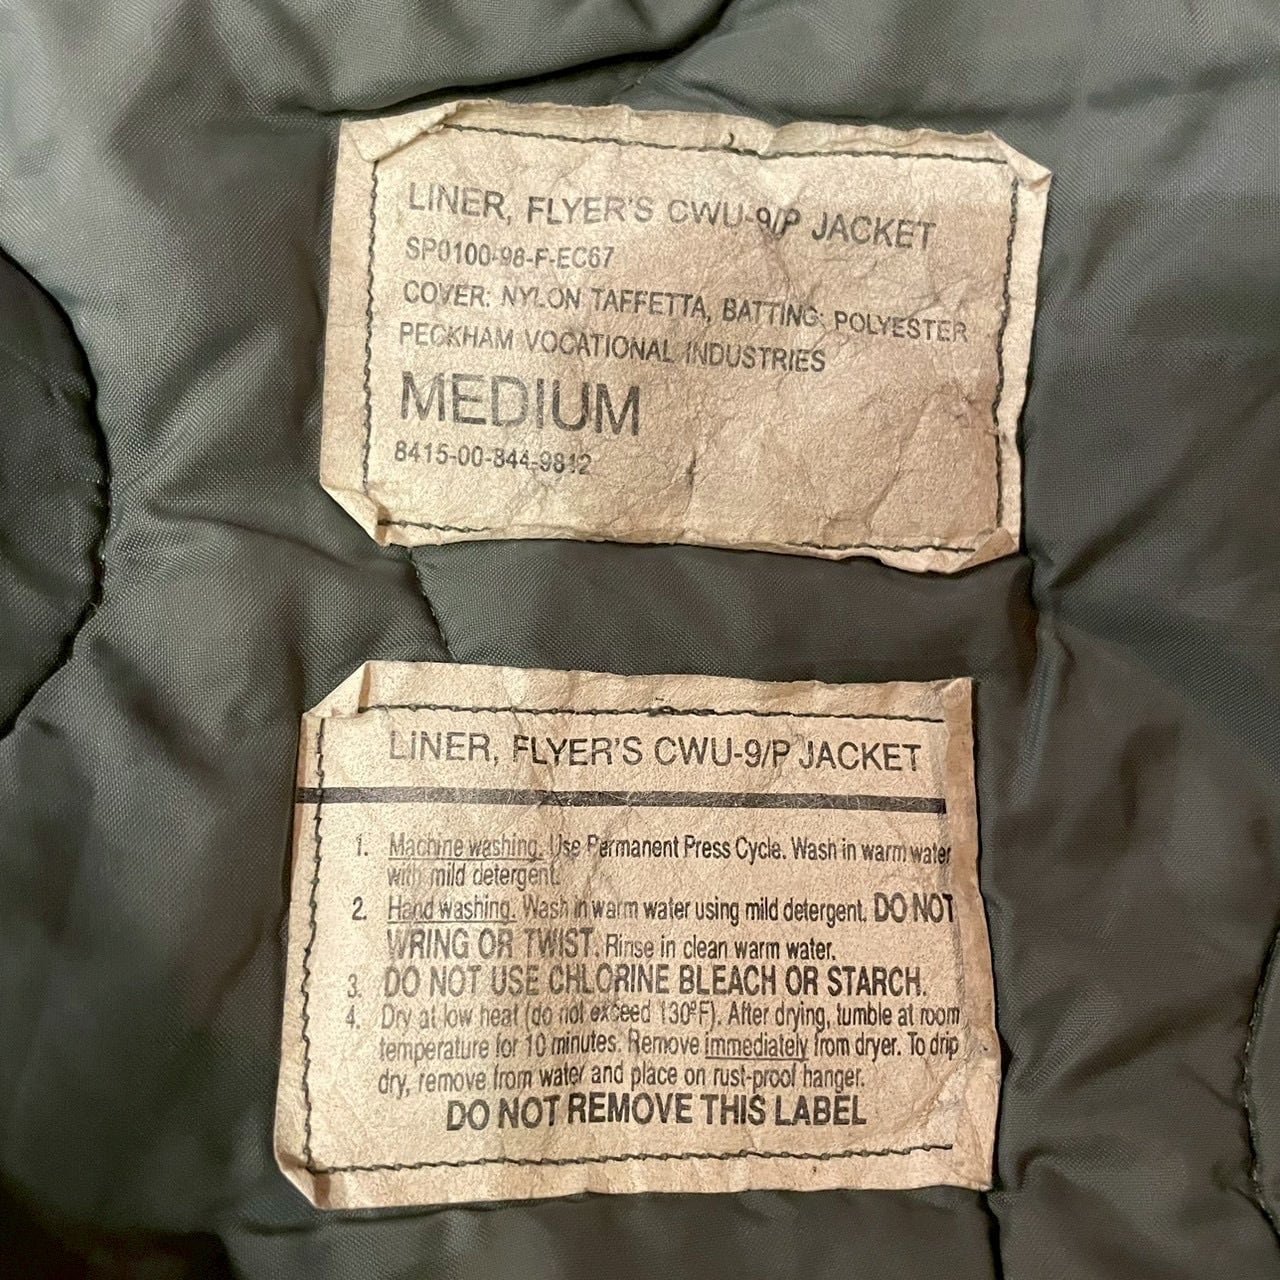 LINER, FLYER'S CWU-9/P JACKET
SP0100-98-F-EC67
COVER: NYLON TAFFETTA, BATTING: POLYESTER
PECKHAM VOCATIONAL INDUSTRIES
MEDIUM
8415-00-844-9812
LINER, FLYER'S CWU-9/P JACKET
1. Machine washing. Use Permanent Press Cycle. Wash in warm water
with mild detergent.
2. Hand washing. Wash in warm water using mild detergent. DO NOT
WRING OR TWIST. Rinse in clean warm water.
3. DO NOT USE CHLORINE BLEACH OR STARCH.
4. Dry at low heat (do not exceed 130ºF). After drying, tumble at room
temperature for 10 minutes. Remove immediately from dryer. To drip
dry, remove from water and place on rust-proof hanger.
DO NOT REMOVE THIS LABEL